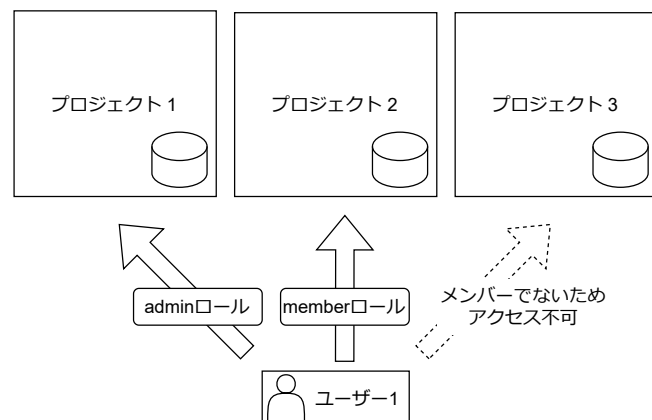 プロジェクト 1
プロジェクト 2
プロジェクト 3
adminロール
memberロール
メンバーでないため
アクセス不可
ユーザー1